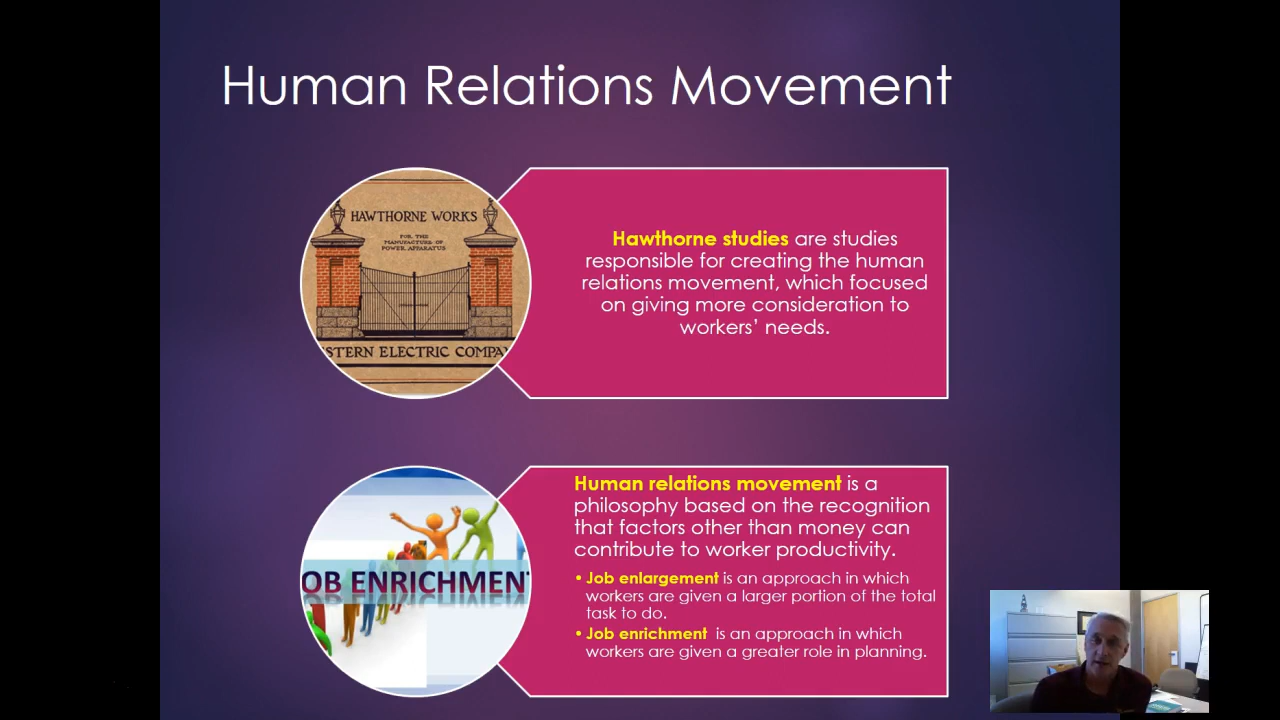 Human Relations Movement
HAWTHORNE WORKS
FOR THE
MANUFACTURE OF
POWER APPARATUS
STERN ELECTRIC COMPA
Hawthorne studies are studies
responsible for creating the human
relations movement, which focused
on giving more consideration to
workers’ needs.
OB ENRICHMENT
Human relations movement is a
philosophy based on the recognition
that factors other than money can
contribute to worker productivity.
• Job enlargement is an approach in which
workers are given a larger portion of the total
task to do.
• Job enrichment is an approach in which
workers are given a greater role in planning.